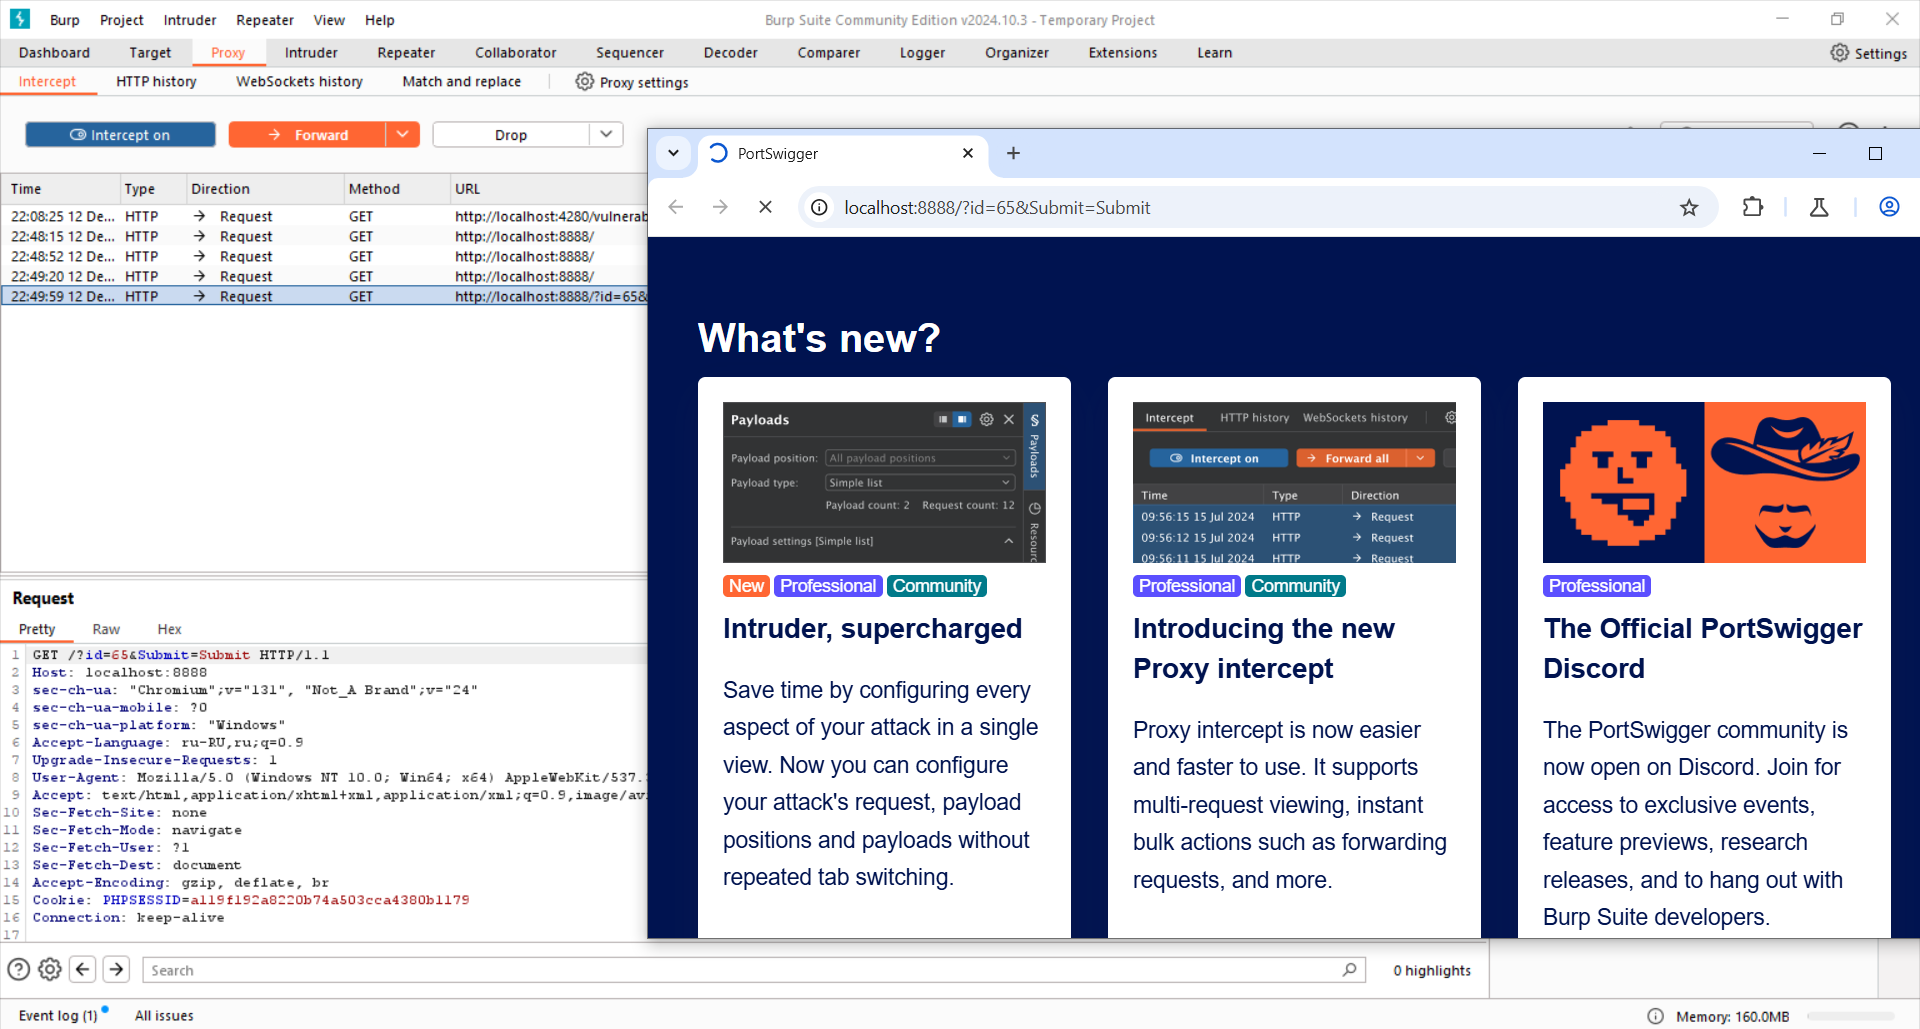 Burp Project Intruder Repeater View Help
Burp Suite Community Edition v2024.10.3 - Temporary Project
Dashboard Target Proxy Intruder Repeater Collaborator Sequencer Decoder Comparer Logger Organizer Extensions Learn
Settings
Intercept HTTP history WebSockets history Match and replace Proxy settings
Intercept on Forward Drop
Time Type Direction Method URL
22:08:25 12 De... HTTP → Request GET http://localhost:4280/vulnerab
22:48:15 12 De... HTTP → Request GET http://localhost:8888/
22:48:52 12 De... HTTP → Request GET http://localhost:8888/
22:49:20 12 De... HTTP → Request GET http://localhost:8888/
22:49:59 12 De... HTTP → Request GET http://localhost:8888/?id=65&
Request
Pretty Raw Hex
1 GET /?id=65&Submit=Submit HTTP/1.1
2 Host: localhost:8888
3 sec-ch-ua: "Chromium";v="131", "Not_A Brand";v="24"
4 sec-ch-ua-mobile: ?0
5 sec-ch-ua-platform: "Windows"
6 Accept-Language: ru-RU,ru;q=0.9
7 Upgrade-Insecure-Requests: 1
8 User-Agent: Mozilla/5.0 (Windows NT 10.0; Win64; x64) AppleWebKit/537.
9 Accept: text/html,application/xhtml+xml,application/xml;q=0.9,image/av
10 Sec-Fetch-Site: none
11 Sec-Fetch-Mode: navigate
12 Sec-Fetch-User: ?1
13 Sec-Fetch-Dest: document
14 Accept-Encoding: gzip, deflate, br
15 Cookie: PHPSESSID=a119f192a8220b74a503cca4380b1179
16 Connection: keep-alive
17
PortSwigger
localhost:8888/?id=65&Submit=Submit
What's new?
Payloads
Payload position: All payload positions
Payload type: Simple list
Payload count: 2 Request count: 12
Payload settings [Simple list]
Payloads
Resourc
New Professional Community
Intruder, supercharged
Save time by configuring every
aspect of your attack in a single
view. Now you can configure
your attack's request, payload
positions and payloads without
repeated tab switching.
Intercept HTTP history WebSockets history
Intercept on Forward all
Time Type Direction
09:56:15 15 Jul 2024 HTTP → Request
09:56:12 15 Jul 2024 HTTP → Request
09:56:11 15 Jul 2024 HTTP → Request
Professional Community
Introducing the new
Proxy intercept
Proxy intercept is now easier
and faster to use. It supports
multi-request viewing, instant
bulk actions such as forwarding
requests, and more.
Professional
The Official PortSwigger
Discord
The PortSwigger community is
now open on Discord. Join for
access to exclusive events,
feature previews, research
releases, and to hang out with
Burp Suite developers.
Search
0 highlights
Event log (1) All issues
Memory: 160.0MB